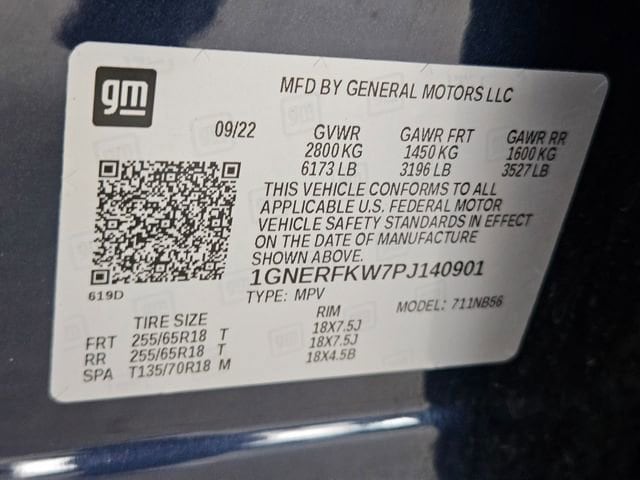 gm
MFD BY GENERAL MOTORS LLC
09/22 GVWR GAWR FRT GAWR RR
2800 KG 1450 KG 1600 KG
6173 LB 3196 LB 3527 LB
THIS VEHICLE CONFORMS TO ALL
APPLICABLE U.S. FEDERAL MOTOR
VEHICLE SAFETY STANDARDS IN EFFECT
ON THE DATE OF MANUFACTURE
SHOWN ABOVE.
1GNERFKW7PJ140901
619D
TYPE: MPV MODEL: 711NB56
TIRE SIZE RIM
FRT 255/65R18 T 18X7.5J
RR 255/65R18 T 18X7.5J
SPA T135/70R18 M 18X4.5B